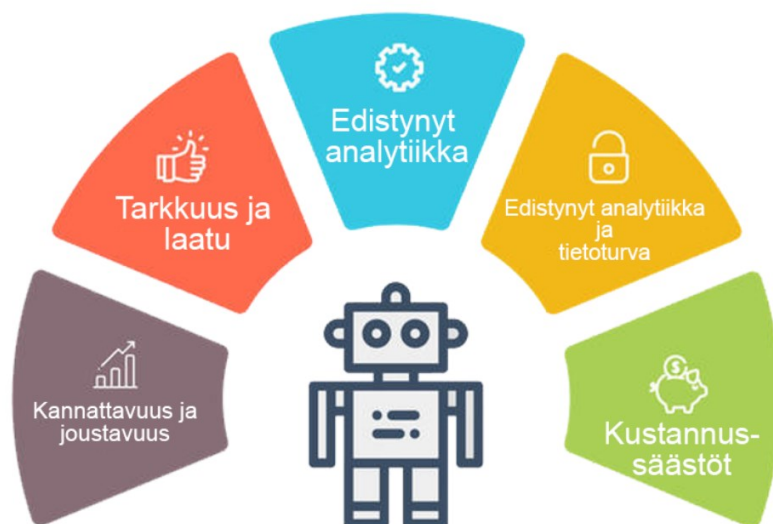 Kannattavuus ja
joustavuus
Tarkkuus ja
laatu
Edistynyt
analytiikka
Edistynyt analytiikka
ja
tietoturva
Kustannus-
säästöt